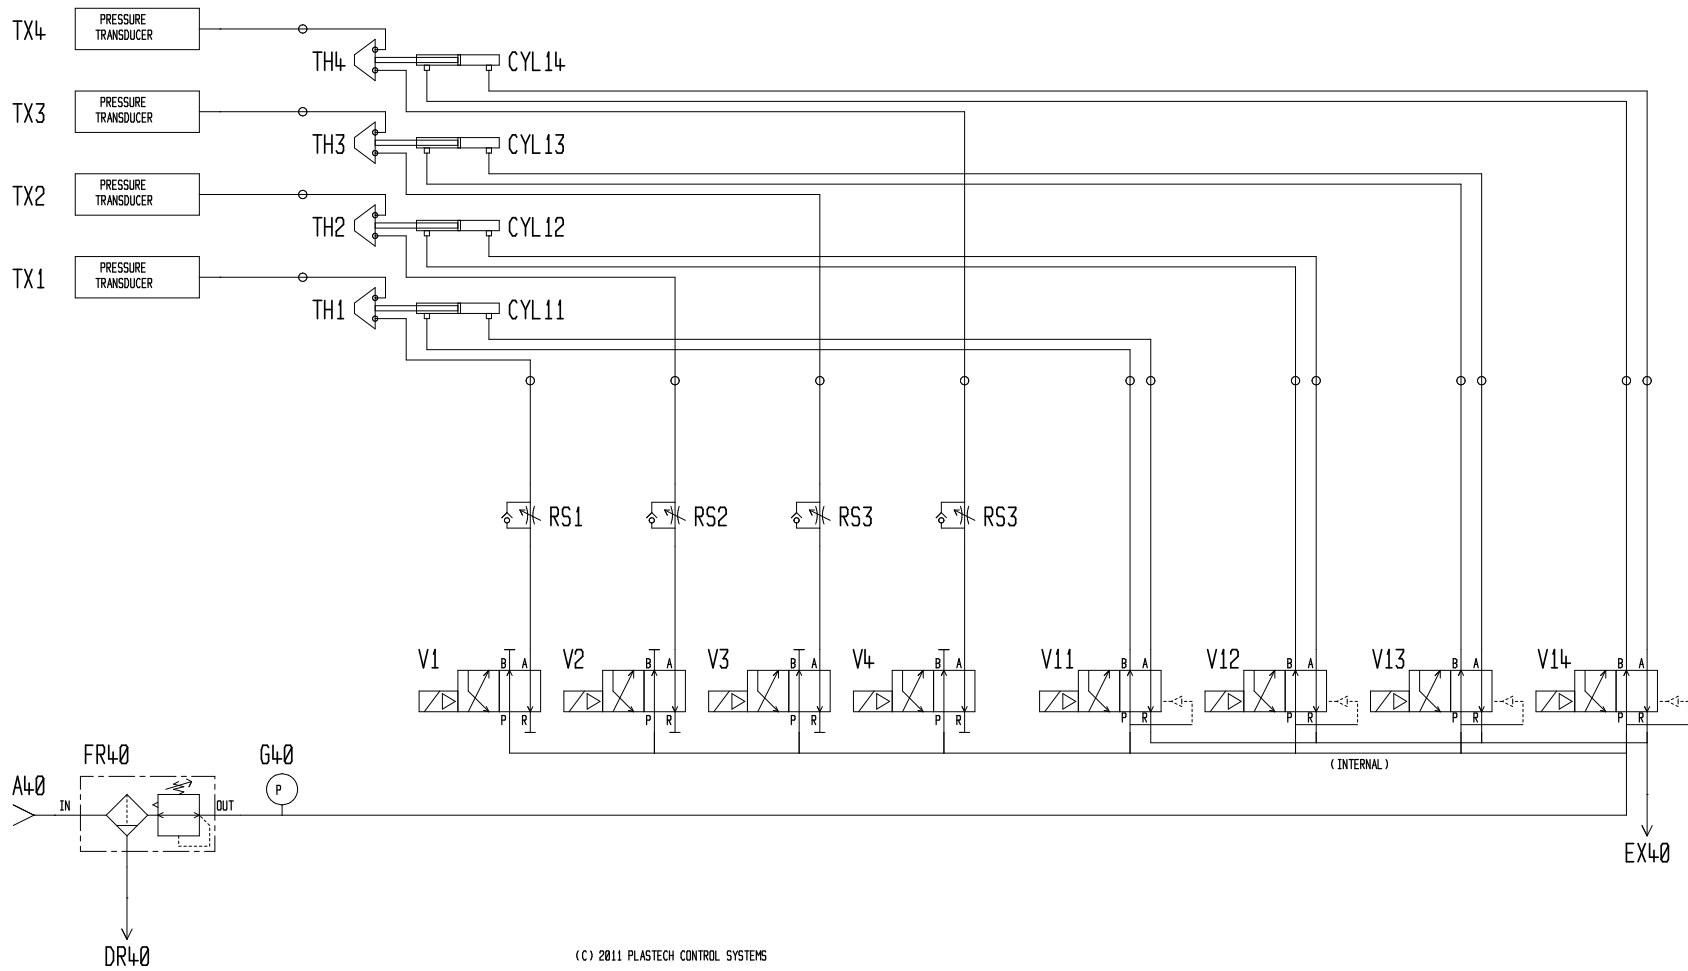 TX4
PRESSURE
TRANSDUCER
TH4
CYL14
TX3
PRESSURE
TRANSDUCER
TH3
CYL13
TX2
PRESSURE
TRANSDUCER
TH2
CYL12
TX1
PRESSURE
TRANSDUCER
TH1
CYL11
RS1
RS2
RS3
RS3
V1
B A
P R
V2
B A
P R
V3
B A
P R
V4
B A
P R
V11
B A
P R
V12
B A
P R
V13
B A
P R
V14
B A
P R
(INTERNAL)
FR40
G40
P
A40
IN
OUT
EX40
DR40
(C) 2011 PLASTECH CONTROL SYSTEMS